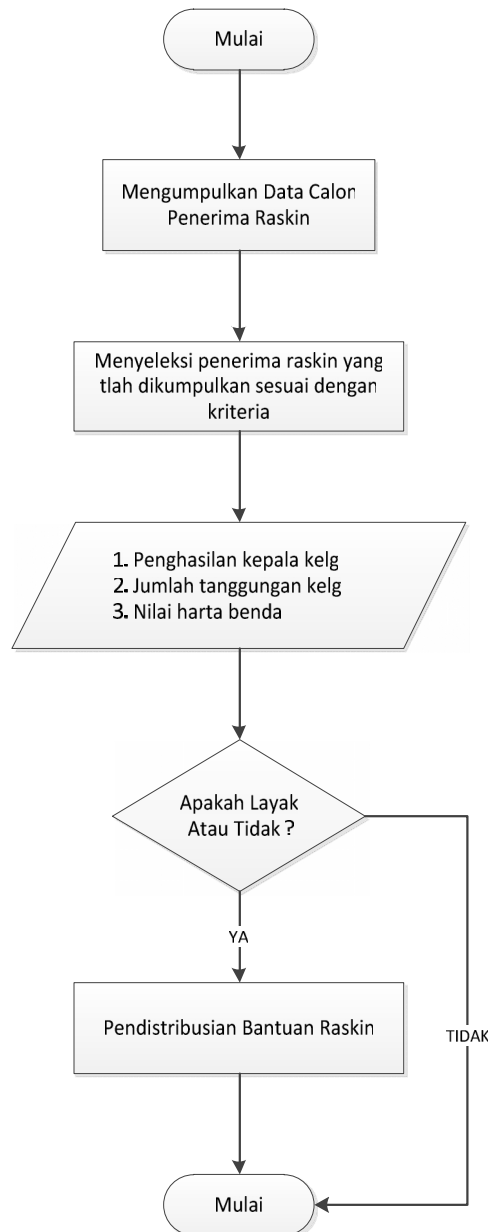 Mulai
Mengumpulkan Data Calon
Penerima Raskin
Menyeleksi penerima raskin yang
tlah dikumpulkan sesuai dengan
kriteria
1. Penghasilan kepala kelg
2. Jumlah tanggungan kelg
3. Nilai harta benda
Apakah Layak
Atau Tidak ?
YA
Pendistribusian Bantuan Raskin
TIDAK
Mulai